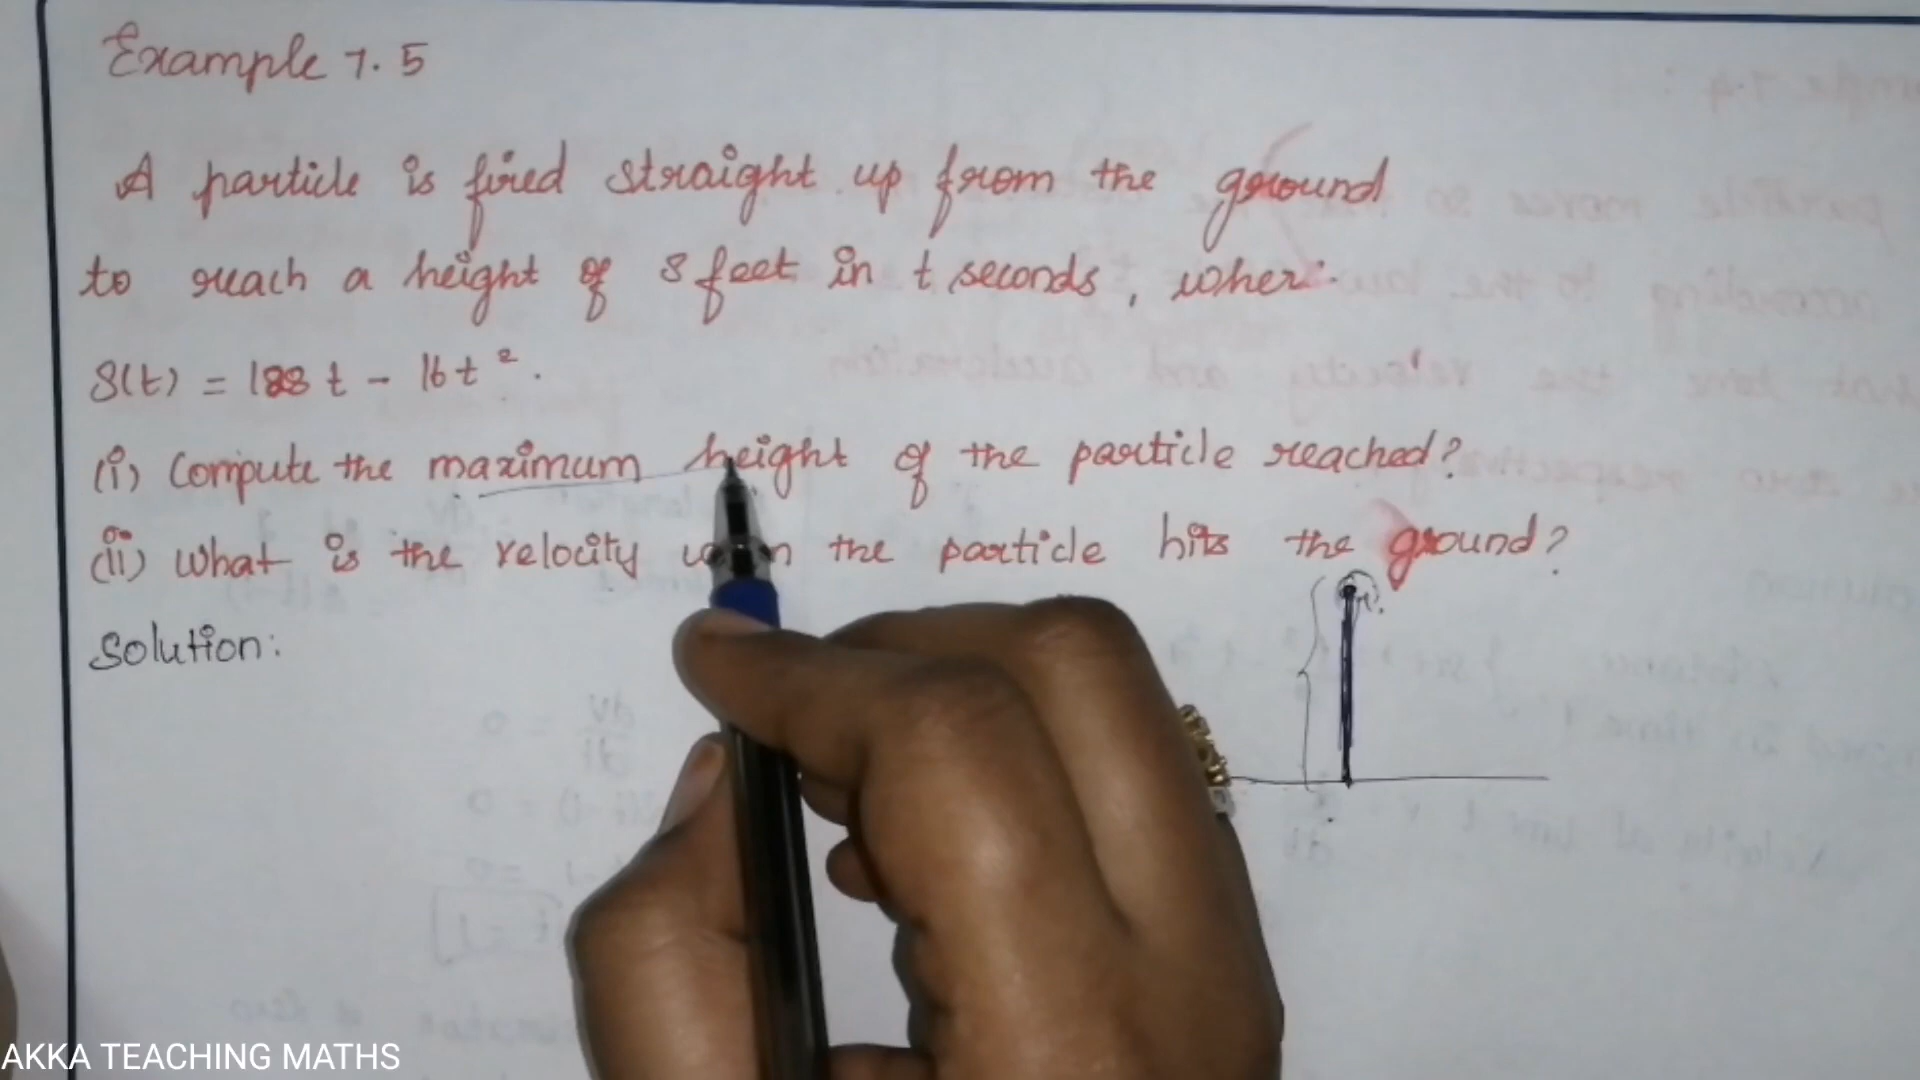 Example 7.5
A particle is fired straight up from the ground
to reach a height of s feet in t seconds, where
S(t) = 128 t - 16t².
(i) Compute the maximum height of the particle reached?
(ii) what is the velocity the particle hits the ground?
Solution:
AKKA TEACHING MATHS